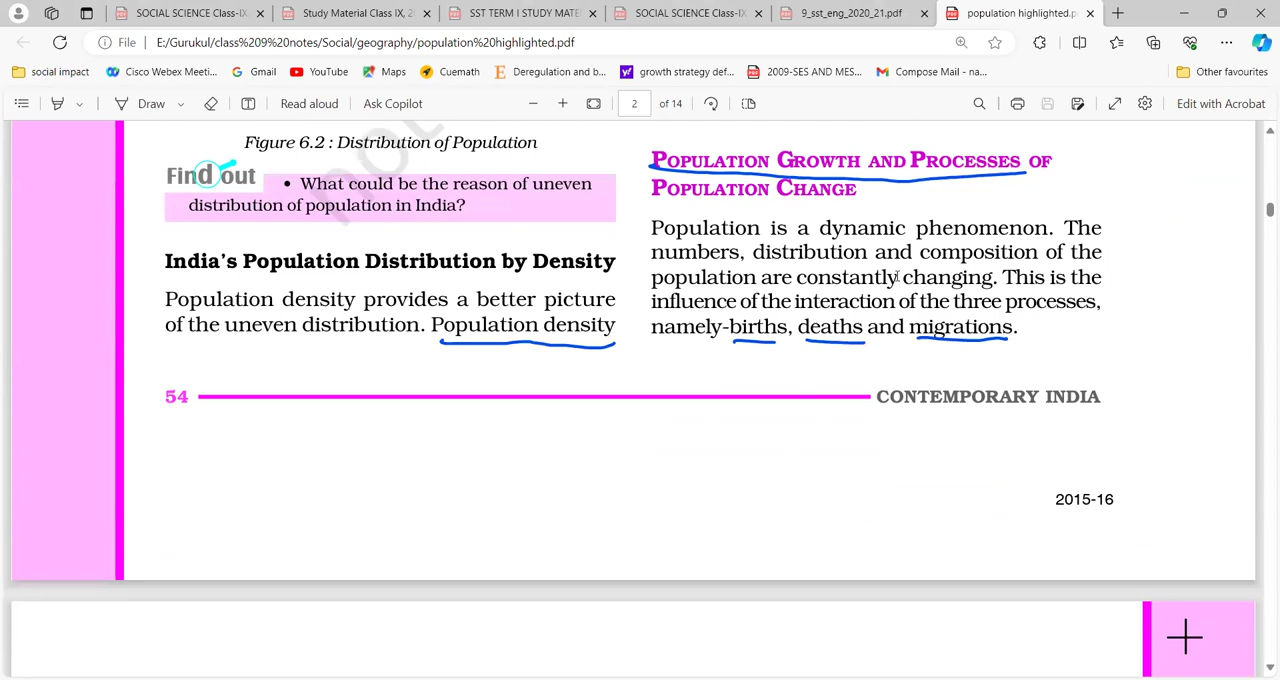 SOCIAL SCIENCE Class-IX
Study Material Class IX, 2
SST TERM I STUDY MATE
SOCIAL SCIENCE Class-IX
9_sst_eng_2020_21.pdf
population highlighted.p
File
E:/Gurukul/class%209%20notes/Social/geography/population%20highlighted.pdf
social impact
Cisco Webex Meeti...
Gmail
YouTube
Maps
Cuemath
Deregulation and b...
growth strategy def...
2009-SES AND MES...
Compose Mail - na...
Other favourites
Draw
Read aloud
Ask Copilot
2
of 14
Edit with Acrobat
Figure 6.2 : Distribution of Population
Find out
• What could be the reason of uneven
distribution of population in India?
India's Population Distribution by Density
Population density provides a better picture
of the uneven distribution. Population density
POPULATION GROWTH AND PROCESSES OF
POPULATION CHANGE
Population is a dynamic phenomenon. The
numbers, distribution and composition of the
population are constantly changing. This is the
influence of the interaction of the three processes,
namely-births, deaths and migrations.
54
CONTEMPORARY INDIA
2015-16